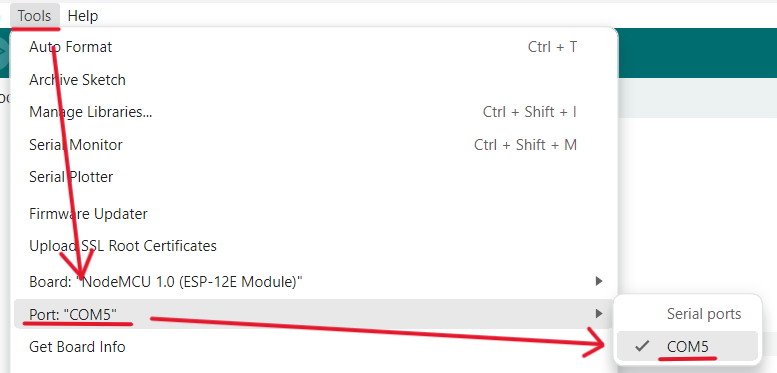 Tools Help
Auto Format Ctrl + T
Archive Sketch
Manage Libraries... Ctrl + Shift + I
Serial Monitor Ctrl + Shift + M
Serial Plotter
Firmware Updater
Upload SSL Root Certificates
Board: "NodeMCU 1.0 (ESP-12E Module)"
Port: "COM5" Serial ports
Get Board Info COM5